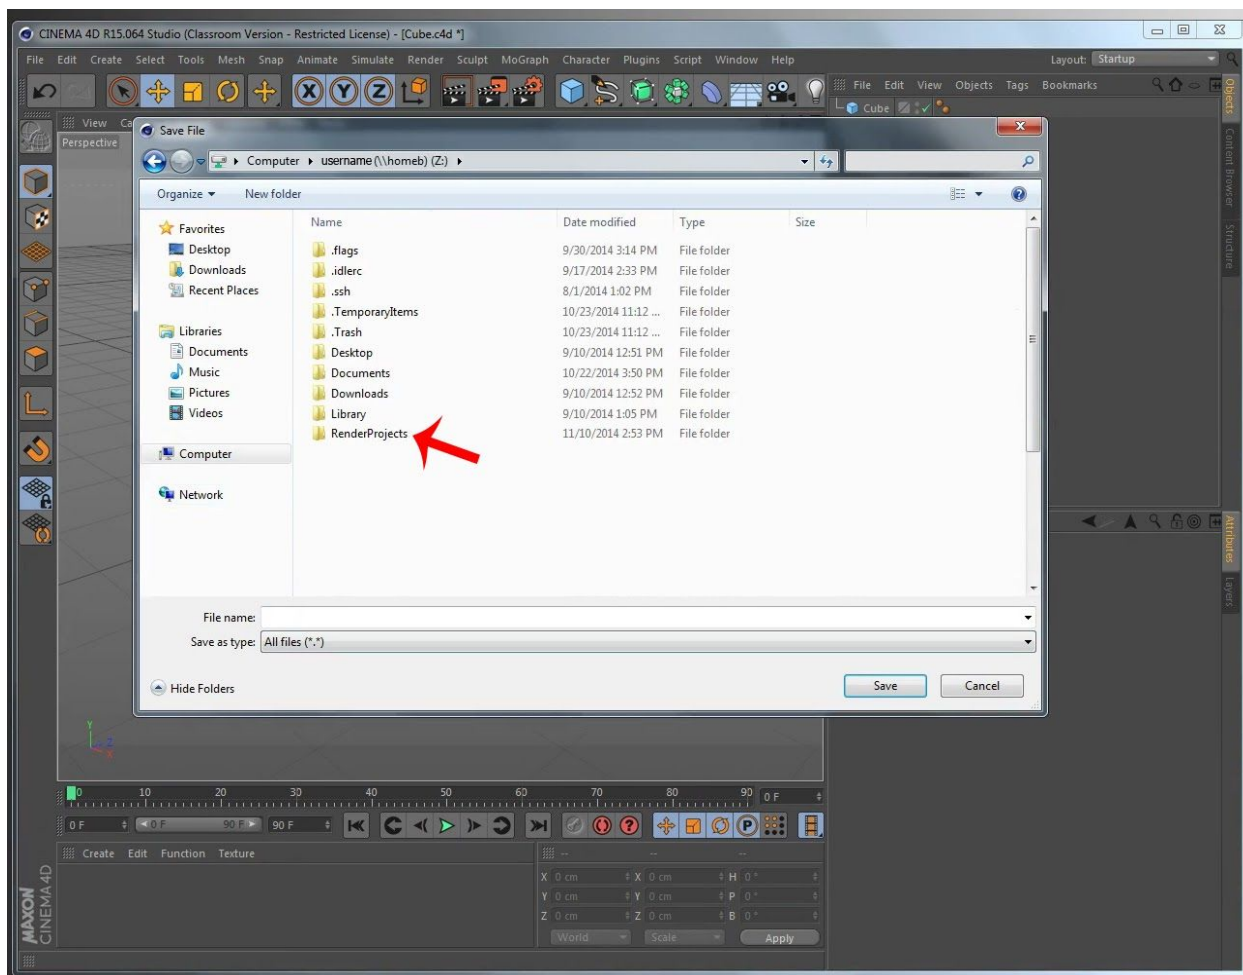 CINEMA 4D R15.064 Studio (Classroom Version - Restricted License) - [Cube.c4d *]
File Edit Create Select Tools Mesh Snap Animate Simulate Render Sculpt MoGraph Character Plugins Script Window Help
Layout: Startup
X Y Z
File Edit View Objects Tags Bookmarks
Cube
View Ca
Perspective
Objects
Content Browser
Structure
Save File
Computer username (\\homeb) (Z:)
Organize New folder
Favorites
Desktop
Downloads
Recent Places
Libraries
Documents
Music
Pictures
Videos
Computer
Network
Name Date modified Type Size
.flags 9/30/2014 3:14 PM File folder
.idlerc 9/17/2014 2:33 PM File folder
.ssh 8/1/2014 1:02 PM File folder
.TemporaryItems 10/23/2014 11:12 ... File folder
.Trash 10/23/2014 11:12 ... File folder
Desktop 9/10/2014 12:51 PM File folder
Documents 10/22/2014 3:50 PM File folder
Downloads 9/10/2014 12:52 PM File folder
Library 9/10/2014 1:05 PM File folder
RenderProjects 11/10/2014 2:53 PM File folder
File name:
Save as type: All files (*.*)
Hide Folders
Save Cancel
Attributes
Layers
Y
Z
X
0 10 20 30 40 50 60 70 80 90 0 F
0 F 0 F 90 F 90 F
P
Create Edit Function Texture
-- -- --
X 0 cm X 0 cm H 0 °
Y 0 cm Y 0 cm P 0 °
Z 0 cm Z 0 cm B 0 °
World Scale Apply
MAXON
CINEMA 4D